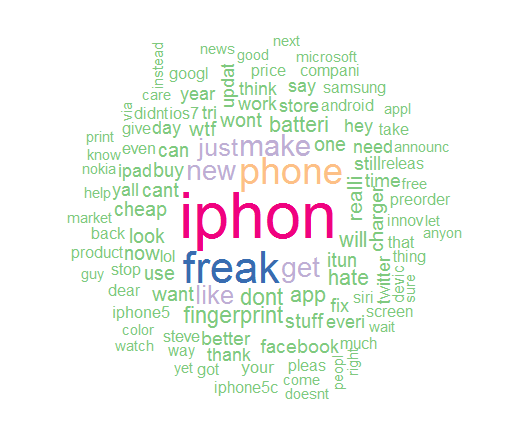 next
news good
instead microsoft
googl price compani
updat think say samsung
care year work store android
via didnt ios7 tri wont batteri appl
give day wtf hey take
print even can just make one need announc
know still releas
nokia ipad buy new phone time free
help yall cant realli preorder
market cheap iphon charger innov let
back look will that anyon
product now lol freak get itun thing
guy stop use hate twitter devic sure
dear want like dont app siri
iphone5 fingerprint stuff fix everi screen
color steve better wait
watch way thank facebook much
yet got your pleas peopl right
iphone5c come
doesnt